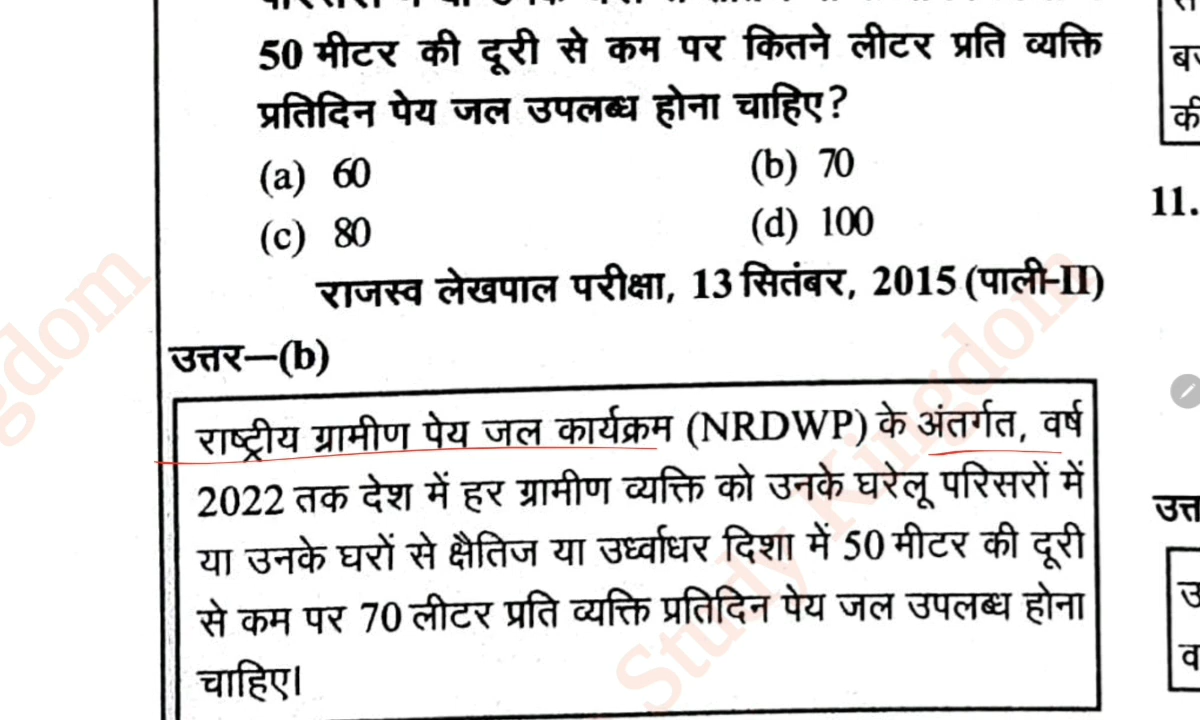 50 मीटर की दूरी से कम पर कितने लीटर प्रति व्यक्ति
प्रतिदिन पेय जल उपलब्ध होना चाहिए?
(a) 60 (b) 70
(c) 80 (d) 100
राजस्व लेखपाल परीक्षा, 13 सितंबर, 2015 (पाली-II)
उत्तर—(b)
राष्ट्रीय ग्रामीण पेय जल कार्यक्रम (NRDWP) के अंतर्गत, वर्ष
2022 तक देश में हर ग्रामीण व्यक्ति को उनके घरेलू परिसरों में
या उनके घरों से क्षैतिज या उर्ध्वाधर दिशा में 50 मीटर की दूरी
से कम पर 70 लीटर प्रति व्यक्ति प्रतिदिन पेय जल उपलब्ध होना
चाहिए।
11.
Study Kingdom